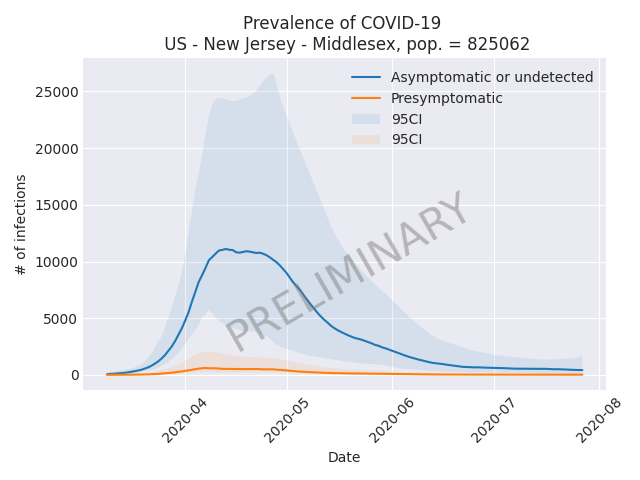 Prevalence of COVID-19
US - New Jersey - Middlesex, pop. = 825062
Asymptomatic or undetected
Presymptomatic
95CI
95CI
25000
20000
15000
10000
5000
0
# of infections
PRELIMINARY
2020-04
2020-05
2020-06
2020-07
2020-08
Date